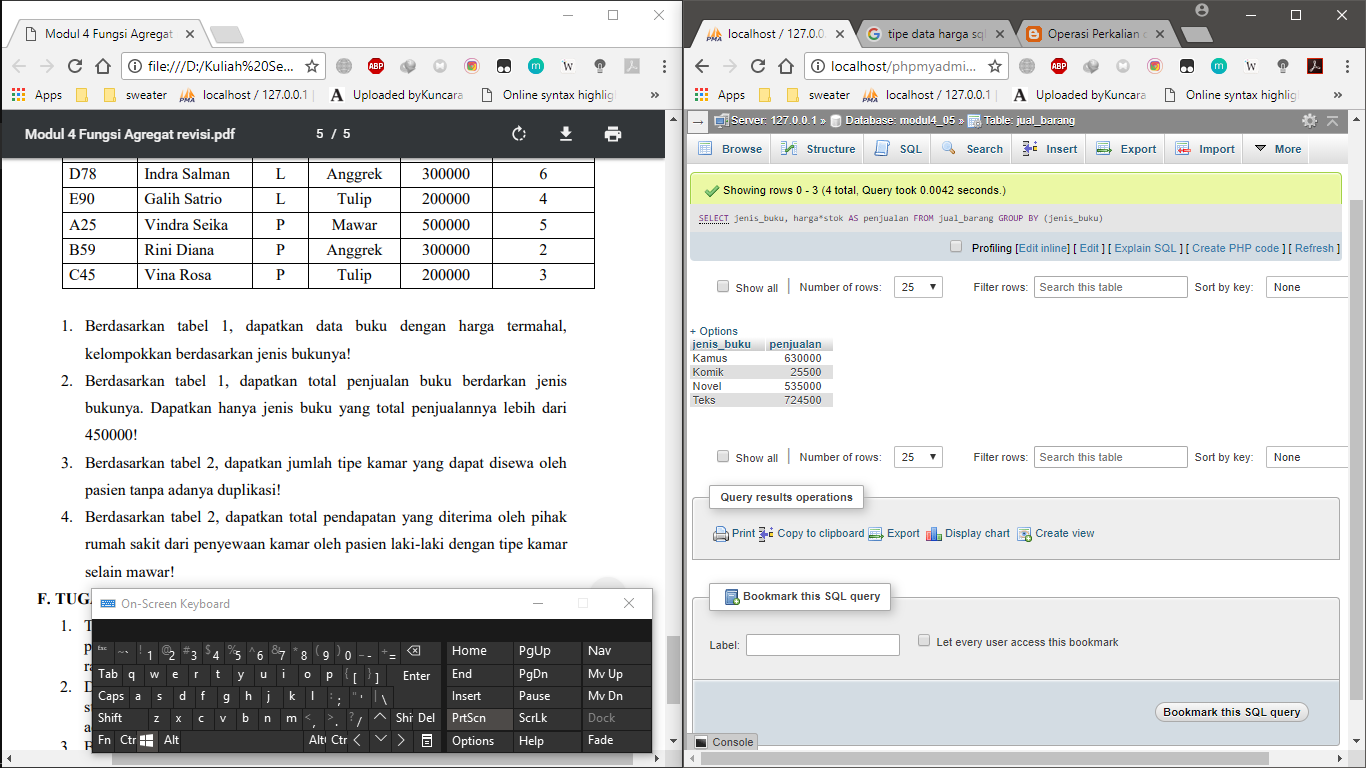 Modul 4 Fungsi Agregat
file:///D:/Kuliah%20Se...
Apps
sweater
localhost / 127.0.0.1
Uploaded byKuncara
Online syntax highlig
»
Modul 4 Fungsi Agregat revisi.pdf
5 / 5
D78 Indra Salman L Anggrek 300000 6
E90 Galih Satrio L Tulip 200000 4
A25 Vindra Seika P Mawar 500000 5
B59 Rini Diana P Anggrek 300000 2
C45 Vina Rosa P Tulip 200000 3
1. Berdasarkan tabel 1, dapatkan data buku dengan harga termahal,
kelompokkan berdasarkan jenis bukunya!
2. Berdasarkan tabel 1, dapatkan total penjualan buku berdarkan jenis
bukunya. Dapatkan hanya jenis buku yang total penjualannya lebih dari
450000!
3. Berdasarkan tabel 2, dapatkan jumlah tipe kamar yang dapat disewa oleh
pasien tanpa adanya duplikasi!
4. Berdasarkan tabel 2, dapatkan total pendapatan yang diterima oleh pihak
rumah sakit dari penyewaan kamar oleh pasien laki-laki dengan tipe kamar
selain mawar!
F. TUG
1. T
p
ra
2. D
st
a
3. B
On-Screen Keyboard
Esc ~ ` ! 1 @ 2 # 3 $ 4 % 5 ^ 6 & 7 * 8 ( 9 ) 0 _ - + = Home PgUp Nav
Tab q w e r t y u i o p { [ } ] Enter End PgDn Mv Up
Caps a s d f g h j k l : ; " ' | \ Insert Pause Mv Dn
Shift z x c v b n m < , > . ? / Shi Del PrtScn ScrLk Dock
Fn Ctr Alt Alt Ctr Options Help Fade
localhost / 127.0.0.
tipe data harga sq
Operasi Perkalian
localhost/phpmyadmi...
Apps
sweater
localhost / 127.0.0.1
Uploaded byKuncara
Online syntax highlig
»
Server: 127.0.0.1 » Database: modul4_05 » Table: jual_barang
Browse Structure SQL Search Insert Export Import More
Showing rows 0 - 3 (4 total, Query took 0.0042 seconds.)
SELECT jenis_buku, harga*stok AS penjualan FROM jual_barang GROUP BY (jenis_buku)
Profiling [Edit inline] [ Edit ] [ Explain SQL ] [ Create PHP code ] [ Refresh ]
Show all Number of rows: 25 Filter rows: Search this table Sort by key: None
+ Options
jenis_buku penjualan
Kamus 630000
Komik 25500
Novel 535000
Teks 724500
Show all Number of rows: 25 Filter rows: Search this table Sort by key: None
Query results operations
Print Copy to clipboard Export Display chart Create view
Bookmark this SQL query
Label: Let every user access this bookmark
Bookmark this SQL query
Console